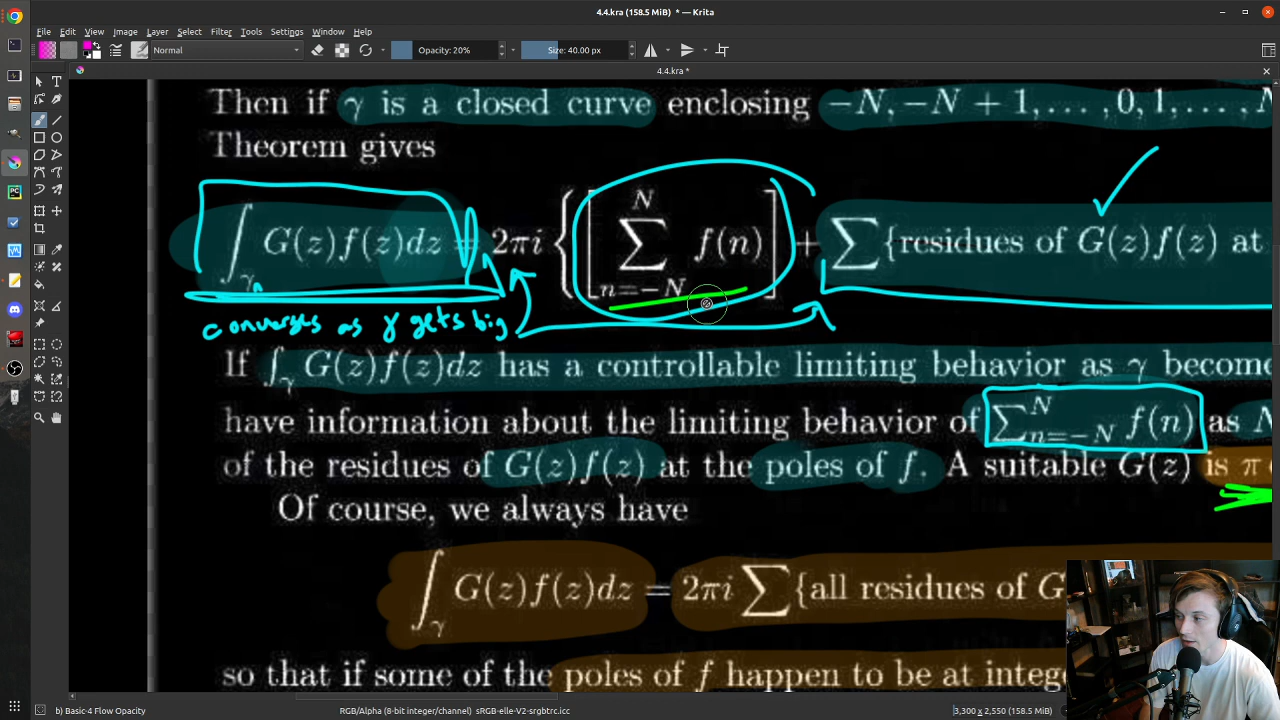 4.4.kra (158.5 MiB) * — Krita
File Edit View Image Layer Select Filter Tools Settings Window Help
Normal Opacity: 20% Size: 40.00 px
4.4.kra *
Then if γ is a closed curve enclosing −N, −N + 1, . . . , 0, 1, . . . , N
Theorem gives
∫γ G(z)f(z)dz = 2πi { [ ∑_{n=−N}^{N} f(n) ] + ∑ {residues of G(z)f(z) at
converges as γ gets big
If ∫γ G(z)f(z)dz has a controllable limiting behavior as γ become
have information about the limiting behavior of ∑_{n=−N}^{N} f(n) as N
of the residues of G(z)f(z) at the poles of f. A suitable G(z) is π
Of course, we always have
∫γ G(z)f(z)dz = 2πi ∑ {all residues of G
so that if some of the poles of f happen to be at intege
b) Basic-4 Flow Opacity RGB/Alpha (8-bit integer/channel) sRGB-elle-V2-srgbtrc.icc 3,300 x 2,550 (158.5 MiB)